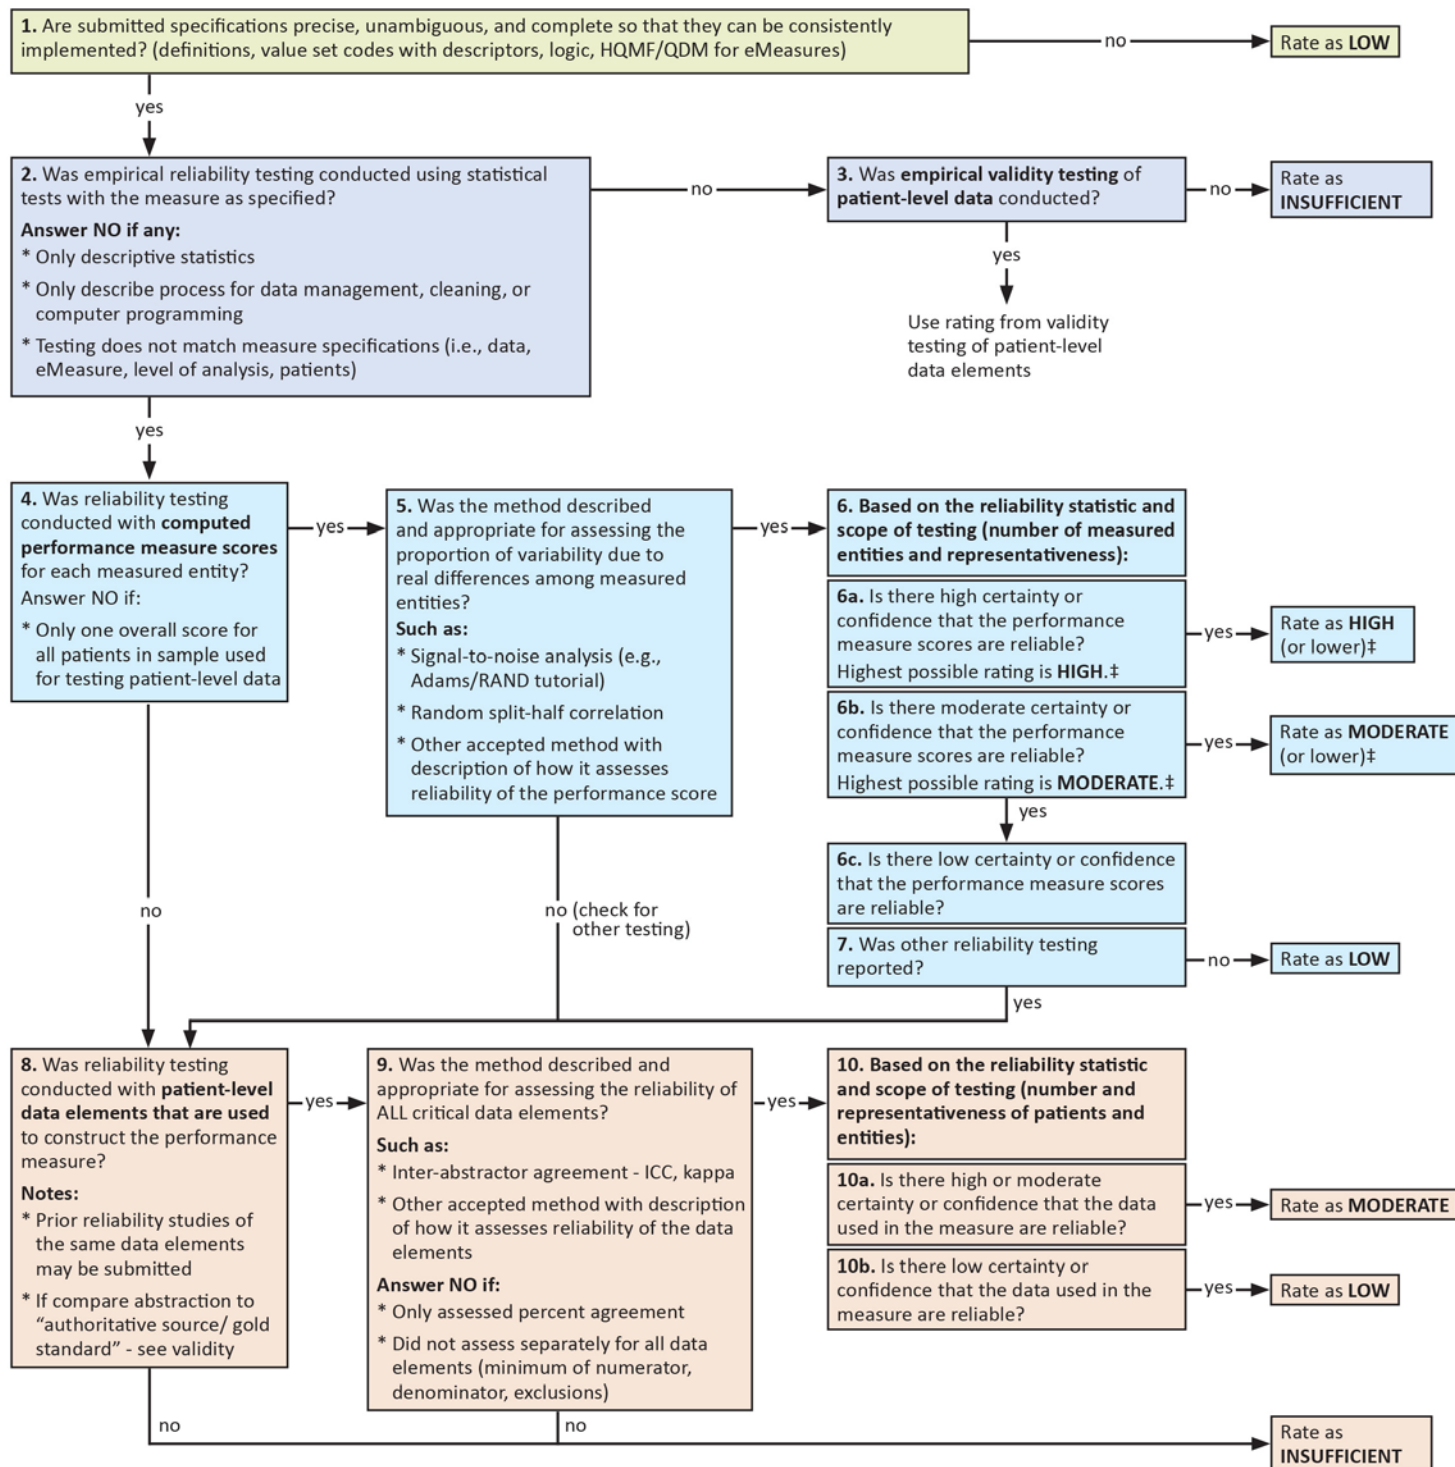 1. Are submitted specifications precise, unambiguous, and complete so that they can be consistently
implemented? (definitions, value set codes with descriptors, logic, HQMF/QDM for eMeasures)
no
Rate as LOW
yes
2. Was empirical reliability testing conducted using statistical
tests with the measure as specified?
Answer NO if any:
* Only descriptive statistics
* Only describe process for data management, cleaning, or
computer programming
* Testing does not match measure specifications (i.e., data,
eMeasure, level of analysis, patients)
no
3. Was empirical validity testing of
patient-level data conducted?
no
Rate as
INSUFFICIENT
yes
Use rating from validity
testing of patient-level
data elements
yes
4. Was reliability testing
conducted with computed
performance measure scores
for each measured entity?
Answer NO if:
* Only one overall score for
all patients in sample used
for testing patient-level data
yes
5. Was the method described
and appropriate for assessing the
proportion of variability due to
real differences among measured
entities?
Such as:
* Signal-to-noise analysis (e.g.,
Adams/RAND tutorial)
* Random split-half correlation
* Other accepted method with
description of how it assesses
reliability of the performance score
yes
6. Based on the reliability statistic and
scope of testing (number of measured
entities and representativeness):
6a. Is there high certainty or
confidence that the performance
measure scores are reliable?
Highest possible rating is HIGH.‡
yes
Rate as HIGH
(or lower)‡
6b. Is there moderate certainty or
confidence that the performance
measure scores are reliable?
Highest possible rating is MODERATE.‡
yes
Rate as MODERATE
(or lower)‡
yes
6c. Is there low certainty or confidence
that the performance measure scores
are reliable?
7. Was other reliability testing
reported?
no
Rate as LOW
yes
no
no (check for
other testing)
8. Was reliability testing
conducted with patient-level
data elements that are used
to construct the performance
measure?
Notes:
* Prior reliability studies of
the same data elements
may be submitted
* If compare abstraction to
“authoritative source/ gold
standard” - see validity
yes
9. Was the method described and
appropriate for assessing the reliability of
ALL critical data elements?
Such as:
* Inter-abstractor agreement - ICC, kappa
* Other accepted method with description
of how it assesses reliability of the data
elements
Answer NO if:
* Only assessed percent agreement
* Did not assess separately for all data
elements (minimum of numerator,
denominator, exclusions)
yes
10. Based on the reliability statistic
and scope of testing (number and
representativeness of patients and
entities):
10a. Is there high or moderate
certainty or confidence that the data
used in the measure are reliable?
yes
Rate as MODERATE
10b. Is there low certainty or
confidence that the data used in the
measure are reliable?
yes
Rate as LOW
no
no
Rate as
INSUFFICIENT